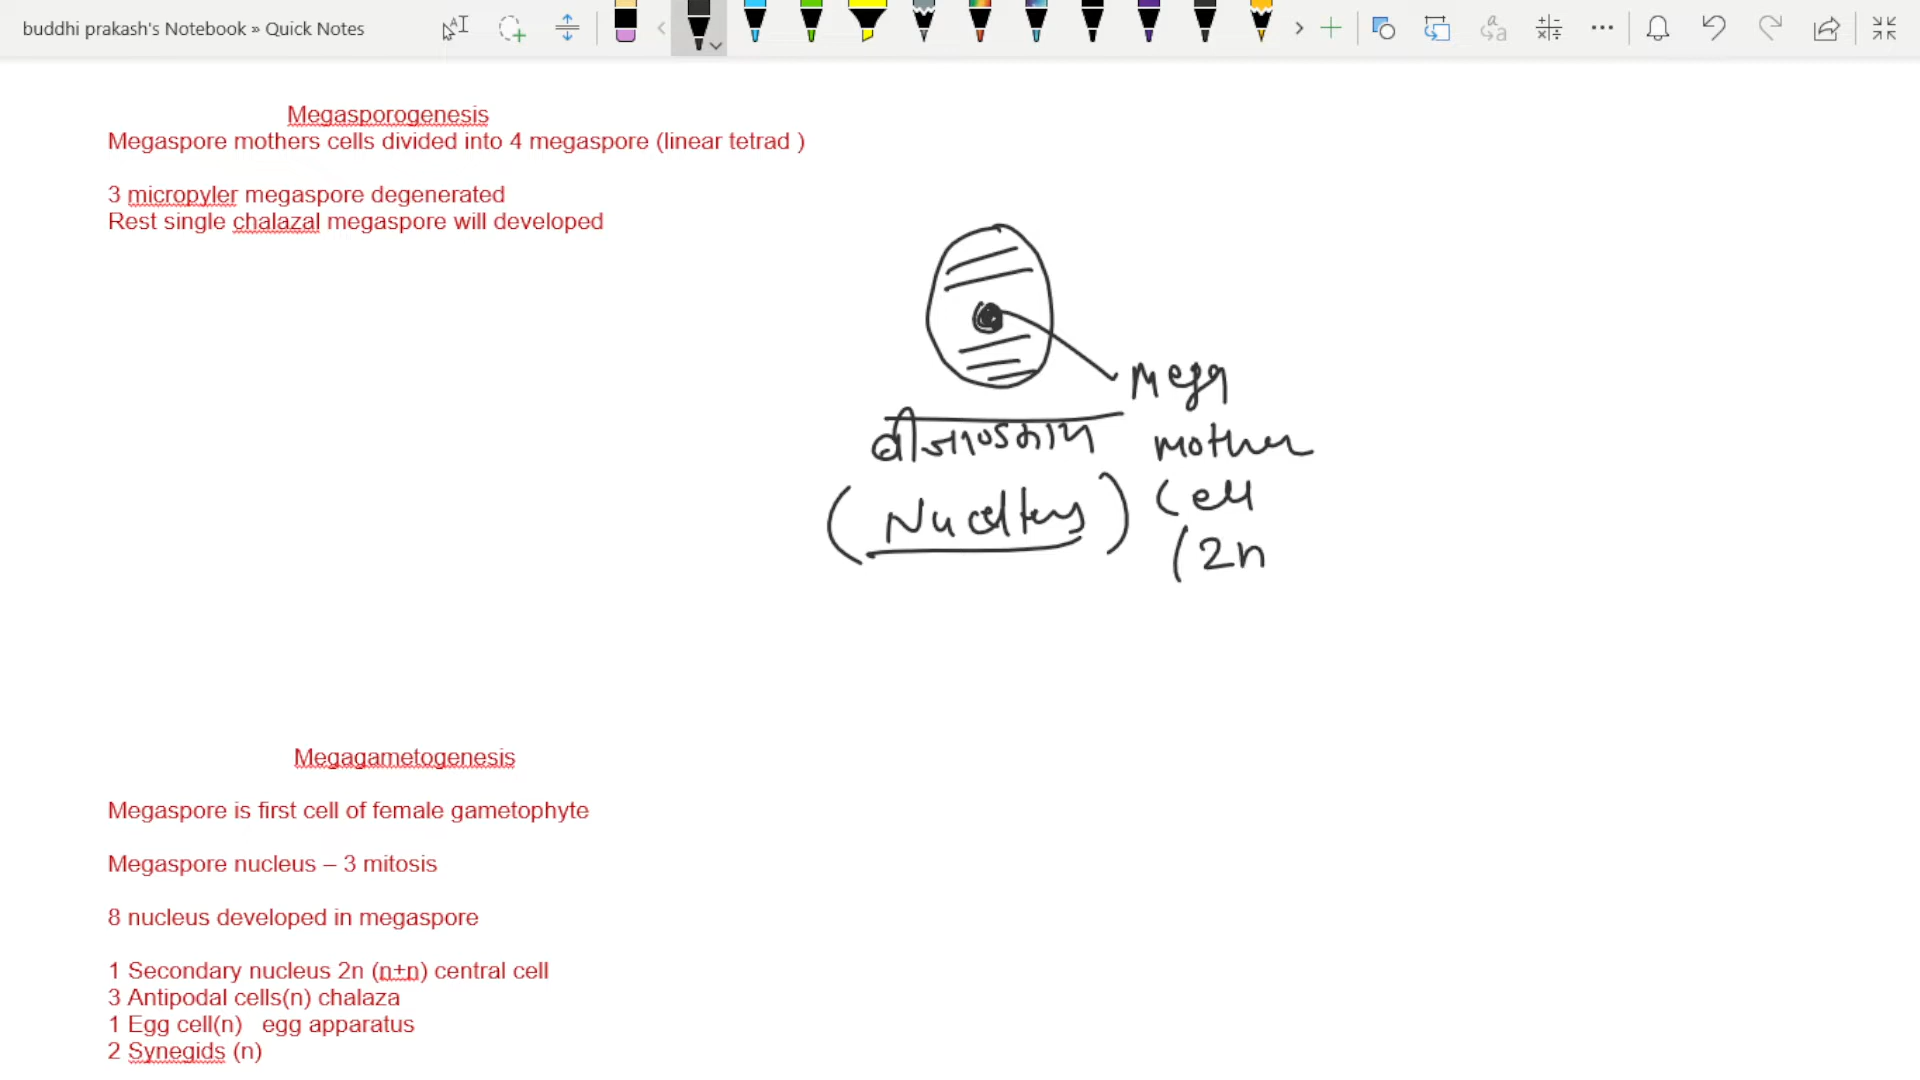 buddhi prakash's Notebook » Quick Notes
Megasporogenesis
Megaspore mothers cells divided into 4 megaspore (linear tetrad )
3 micropyler megaspore degenerated
Rest single chalazal megaspore will developed
Mega
mother
Cell
(2n
बीजाण्डकाय
(Nucellus)
Megagametogenesis
Megaspore is first cell of female gametophyte
Megaspore nucleus – 3 mitosis
8 nucleus developed in megaspore
1 Secondary nucleus 2n (n+n) central cell
3 Antipodal cells(n) chalaza
1 Egg cell(n) egg apparatus
2 Synegids (n)